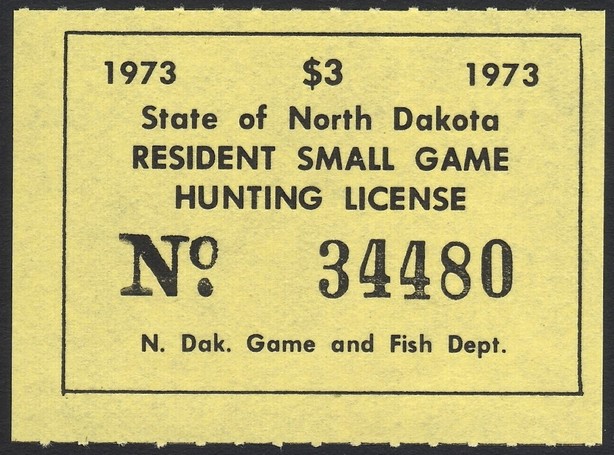 1973 $3 1973
State of North Dakota
RESIDENT SMALL GAME
HUNTING LICENSE
No. 34480
N. Dak. Game and Fish Dept.